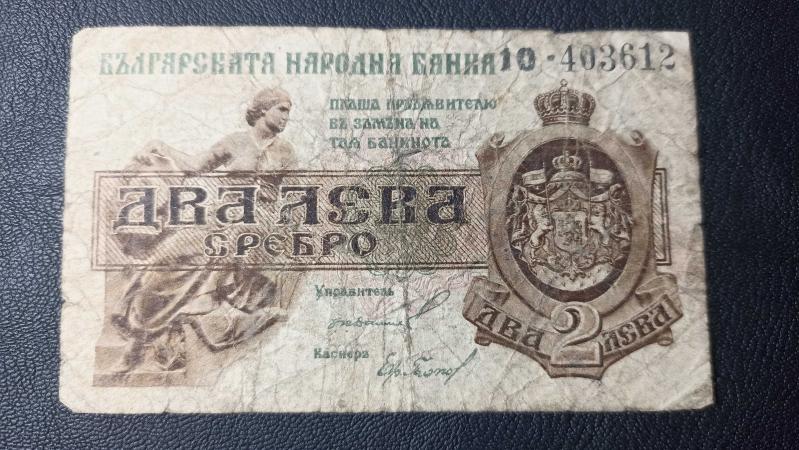 БЪЛГАРСКАТА НАРОДНА БАНКА 10 · 403612
ПЛАЩА ПРЕДЯВИТЕЛЮ
ВЪ ЗАМѢНА НА
ТАЯ БАНКНОТА
ДВА ЛЕВА
СРЕБРО
Управитель
Касиеръ
ДВА 2 ЛЕВА